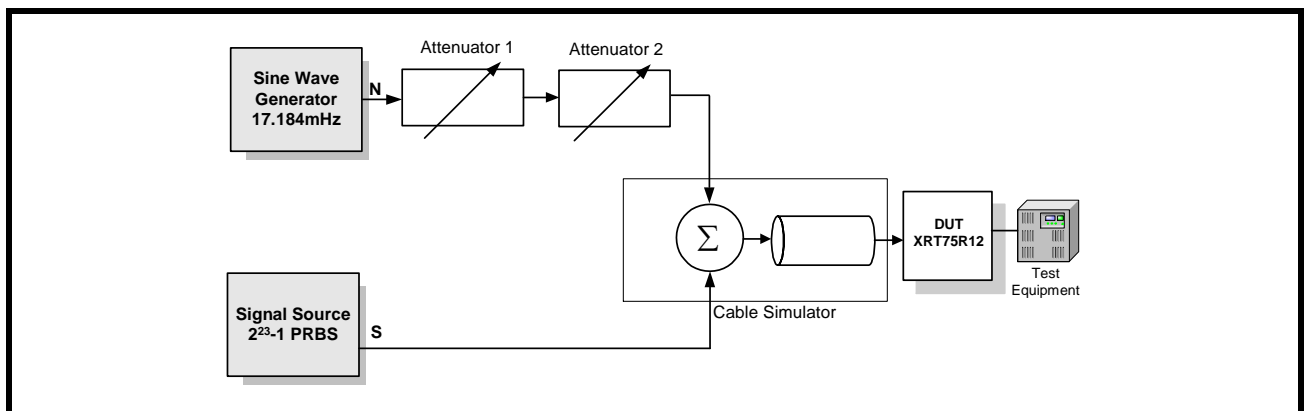 Attenuator 1
Attenuator 2
Sine Wave
Generator
17.184mHz
N
Σ
DUT
XRT75R12
Test
Equipment
Cable Simulator
Signal Source
2²³-1 PRBS
S